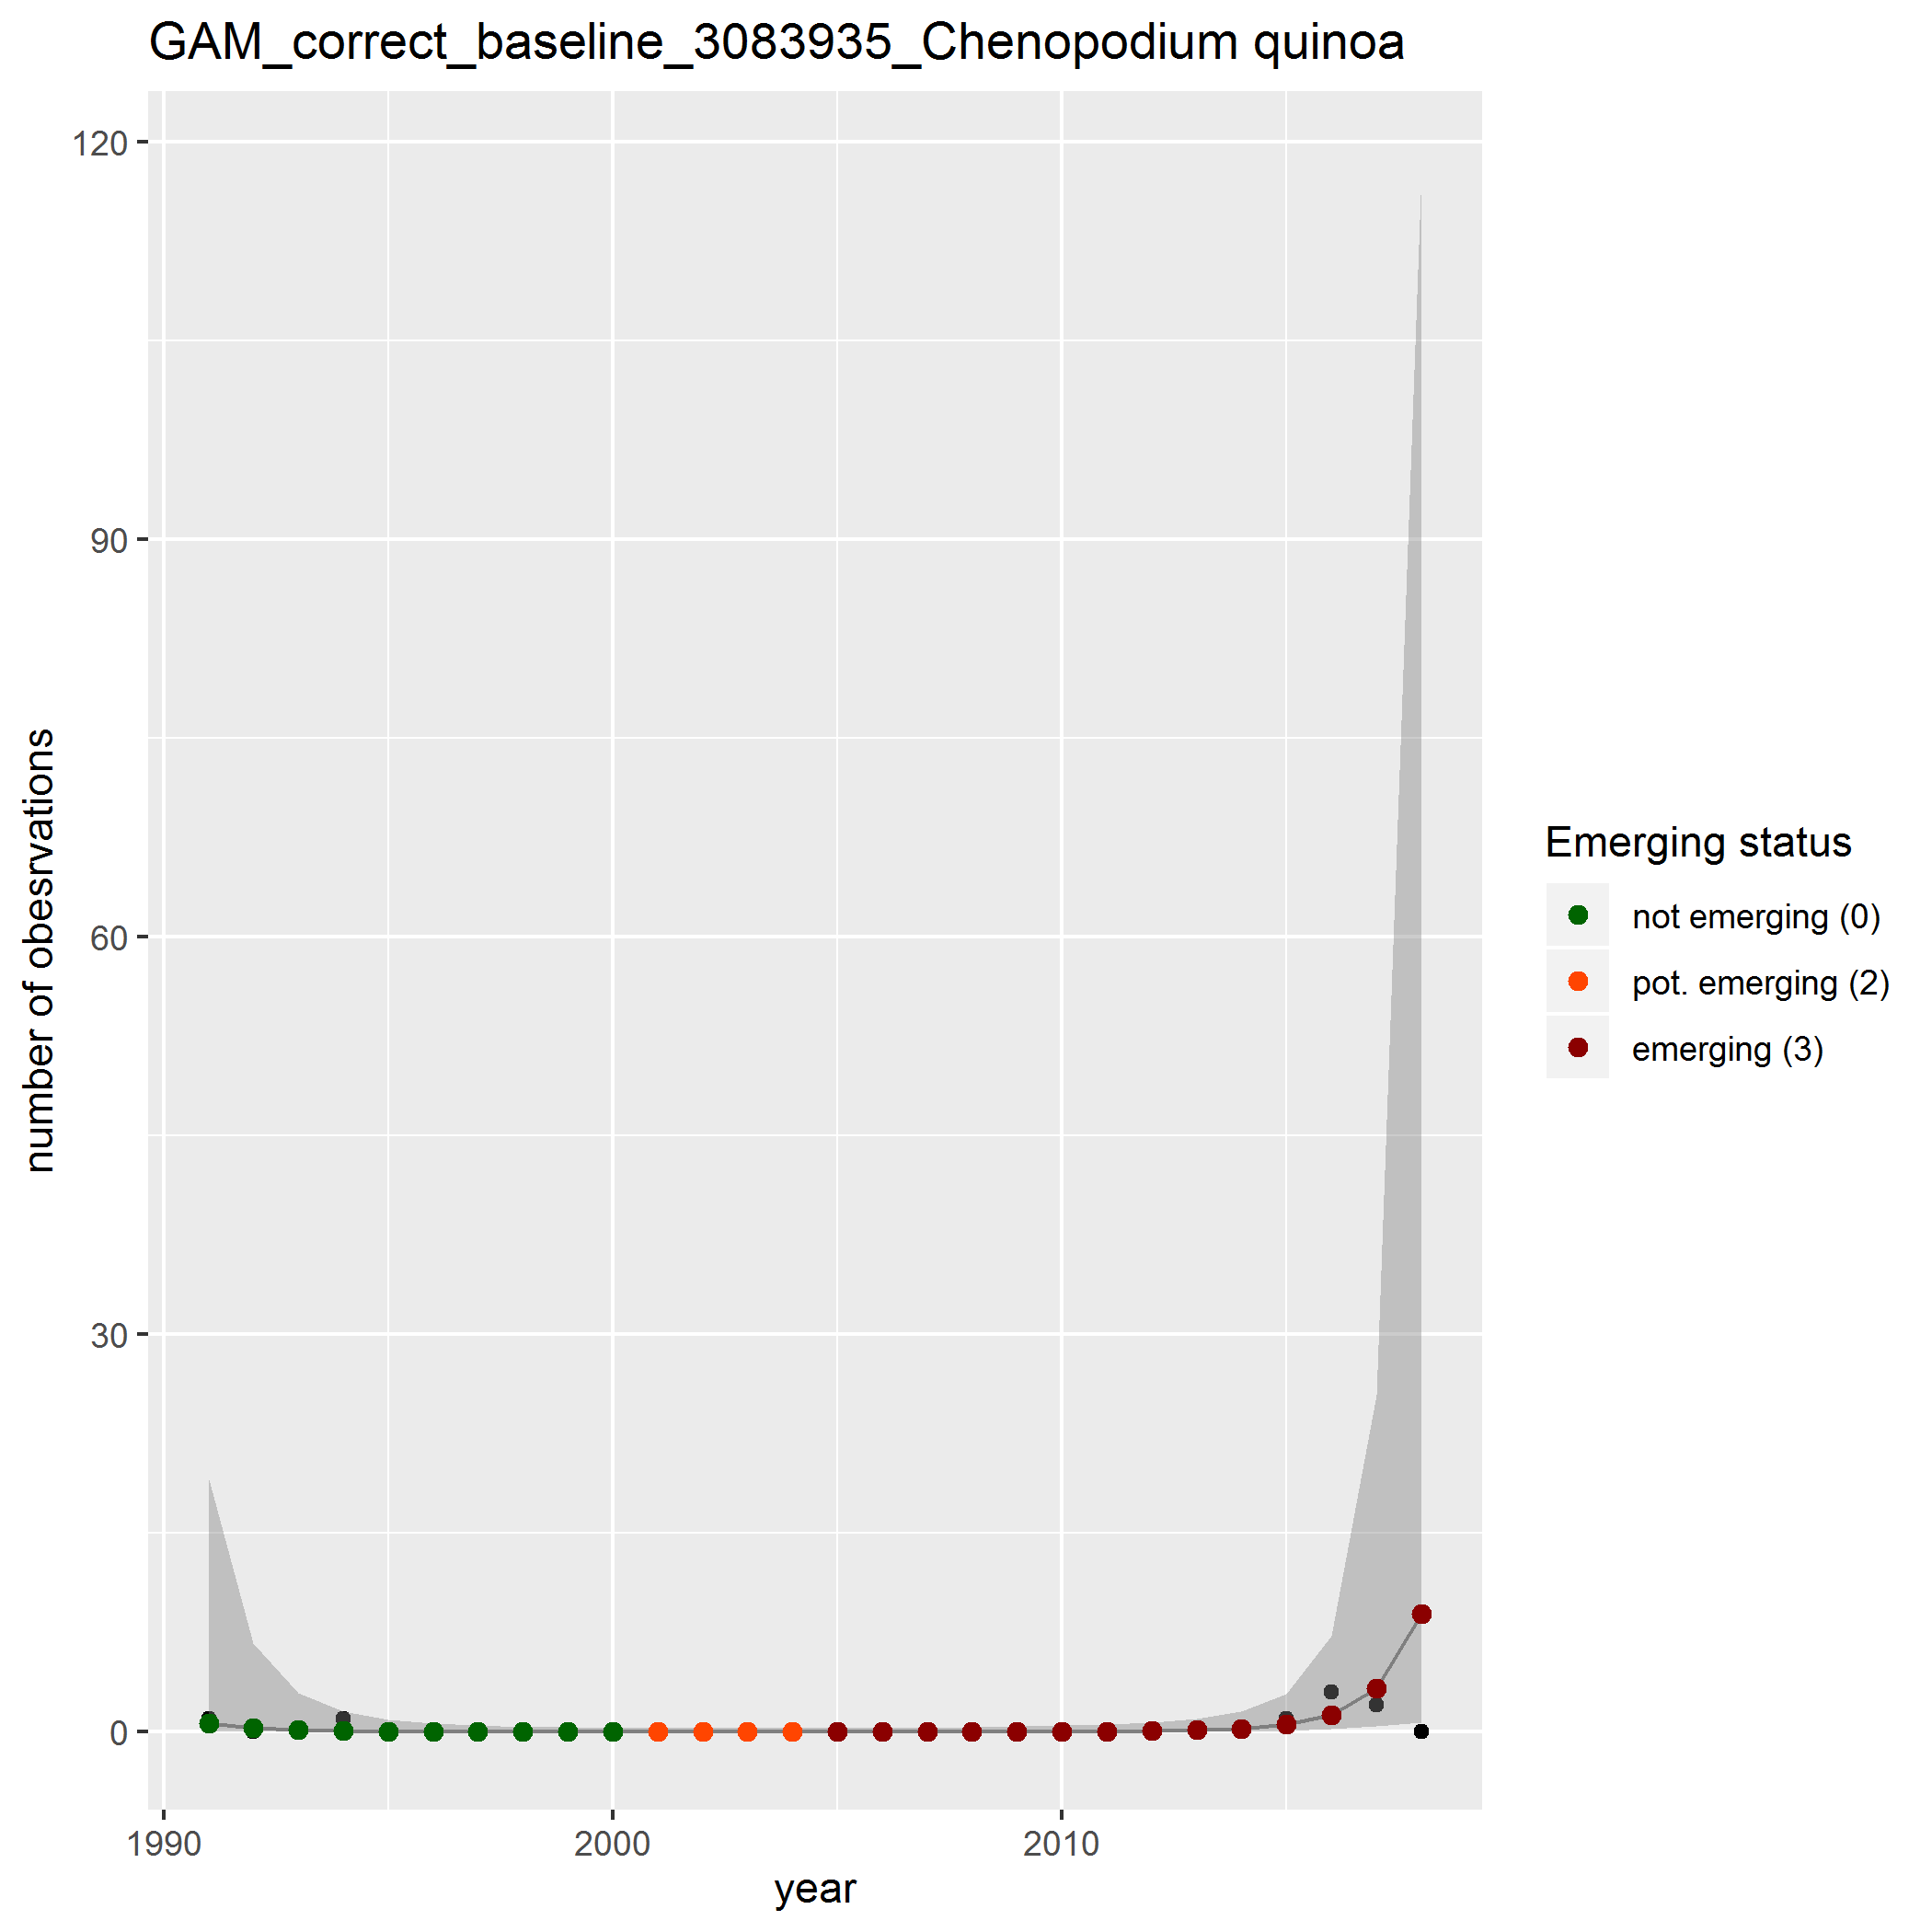 GAM_correct_baseline_3083935_Chenopodium quinoa
120
90
60
30
0
number of obesrvations
1990
2000
2010
year
Emerging status
not emerging (0)
pot. emerging (2)
emerging (3)